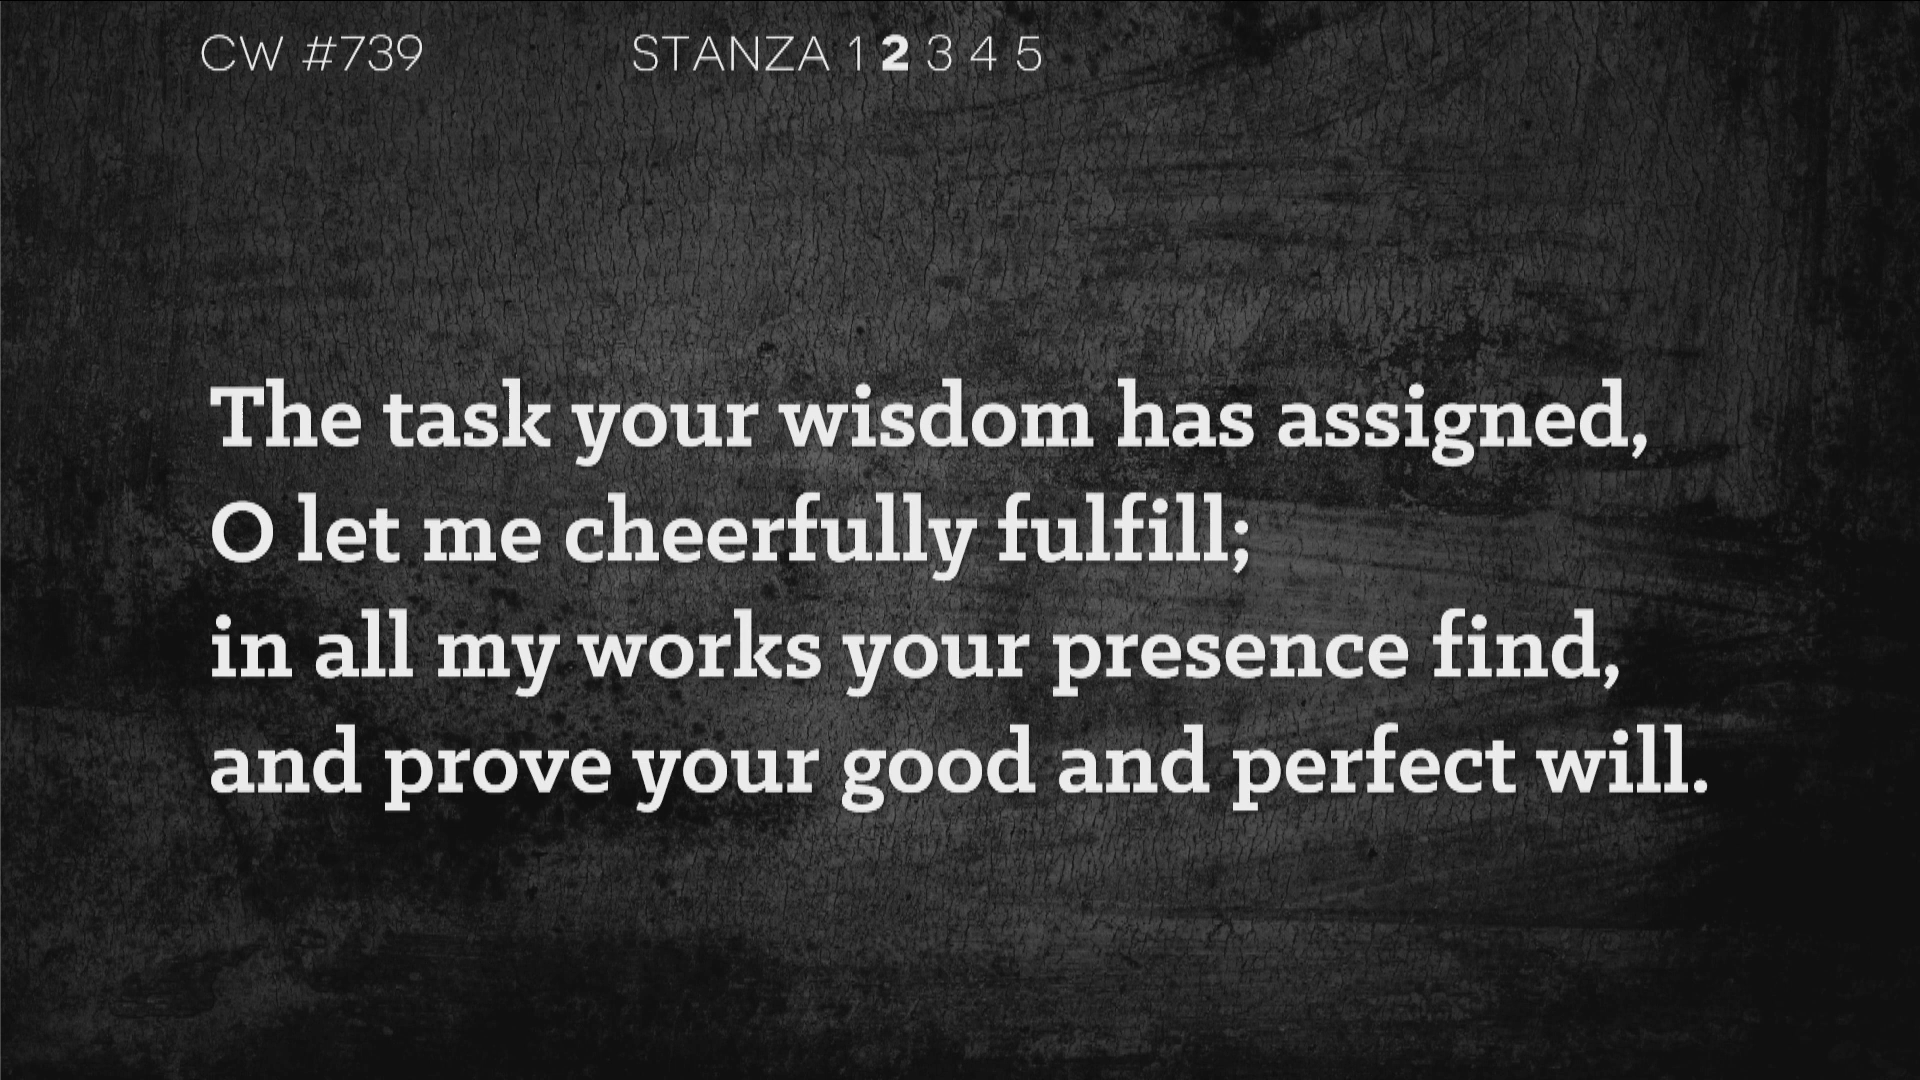 CW #739 STANZA 1 2 3 4 5
The task your wisdom has assigned,
O let me cheerfully fulfill;
in all my works your presence find,
and prove your good and perfect will.